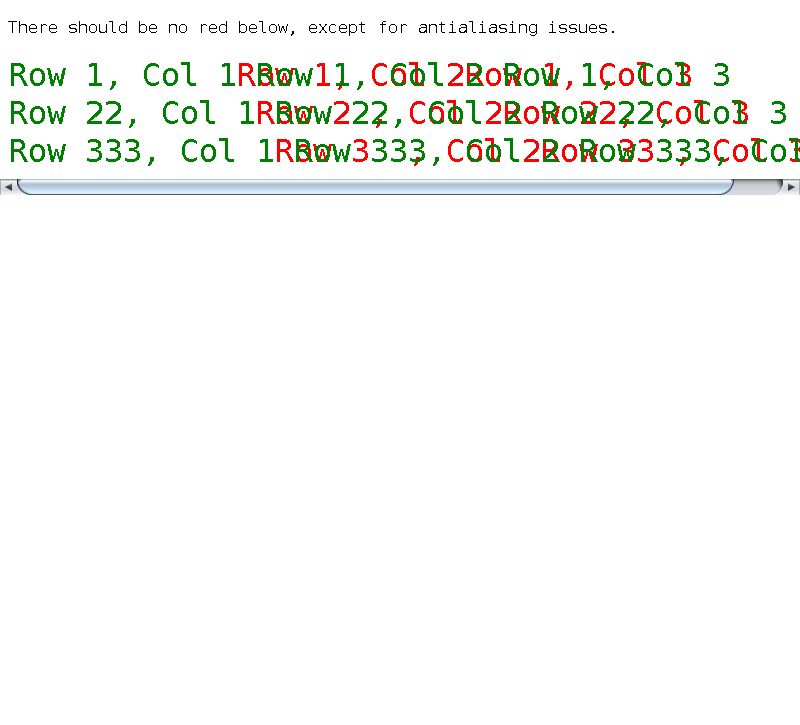 There should be no red below, except for antialiasing issues.
Row 1, Col 1 Row 1, Col 2 Row 1, Col 3
Row 22, Col 1 Row 22, Col 2 Row 22, Col 3
Row 333, Col 1 Row 333, Col 2 Row 333, Col